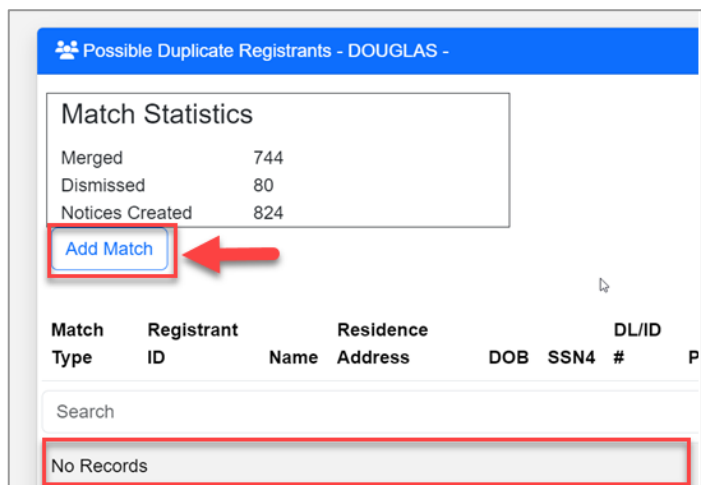 Possible Duplicate Registrants - DOUGLAS -
Match Statistics
Merged 744
Dismissed 80
Notices Created 824
Add Match
Match Type Registrant ID Name Residence Address DOB SSN4 DL/ID # P
Search
No Records